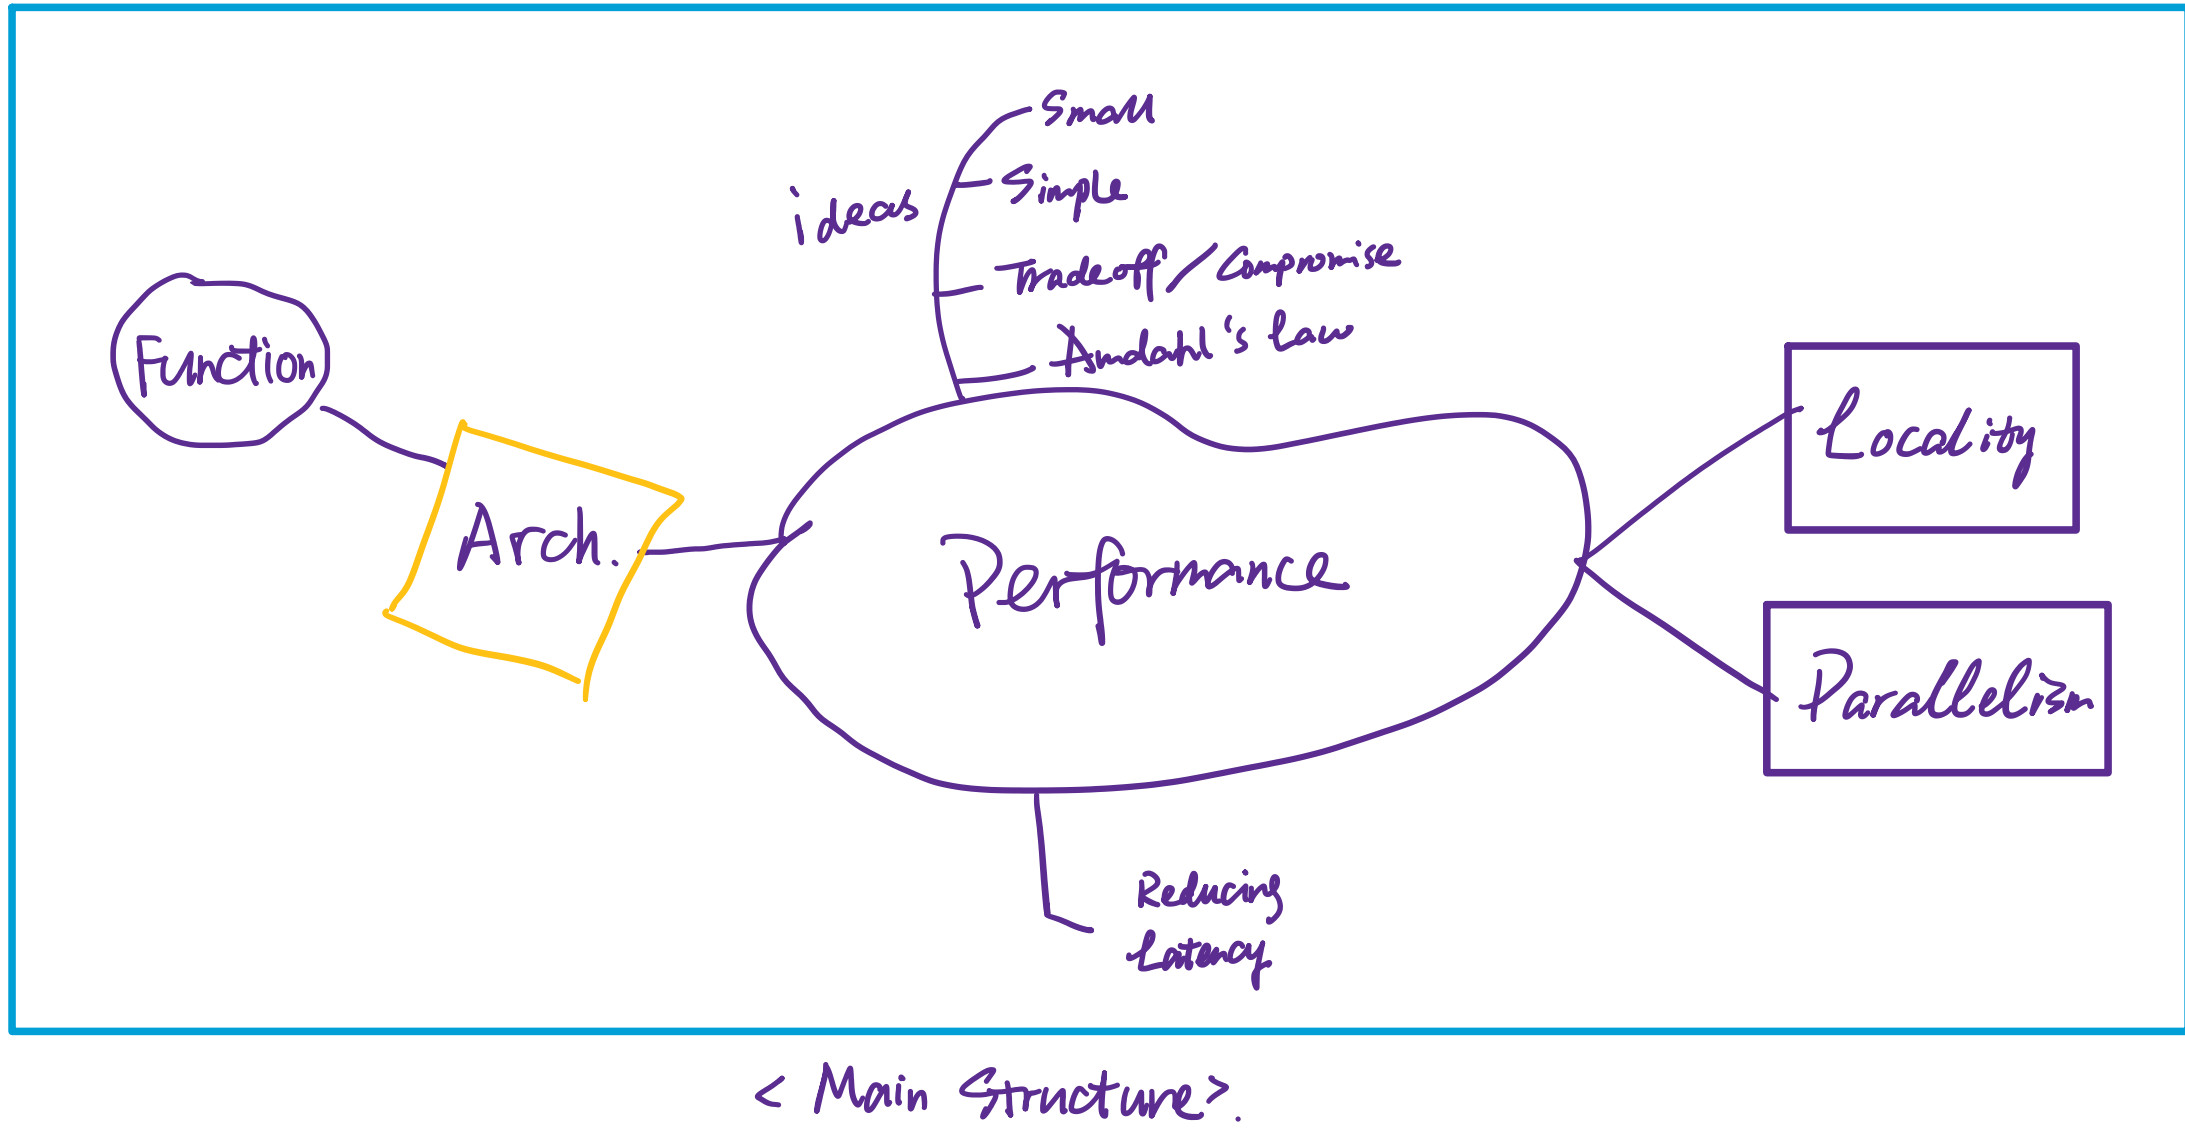 ideas
Small
Simple
Tradeoff/Compromise
Amdahl's Law
Function
Arch.
Performance
Locality
Parallelism
Reducing
Latency
< Main Structure>.